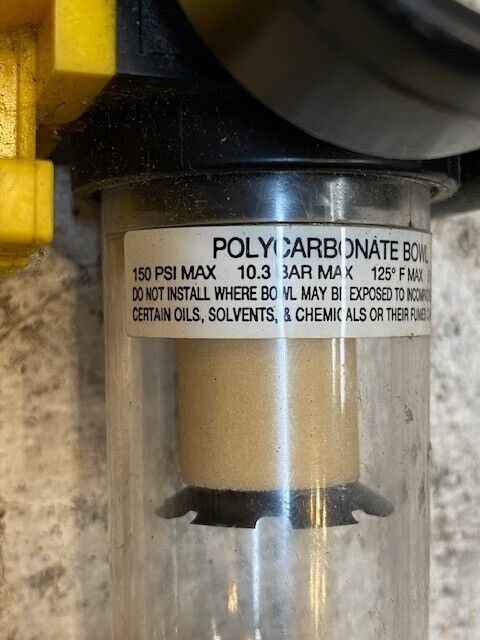 POLYCARBONATE BOWL
150 PSI MAX 10.3 BAR MAX 125° F MAX
DO NOT INSTALL WHERE BOWL MAY BE EXPOSED TO
CERTAIN OILS, SOLVENTS, & CHEMICALS OR THEIR FUMES